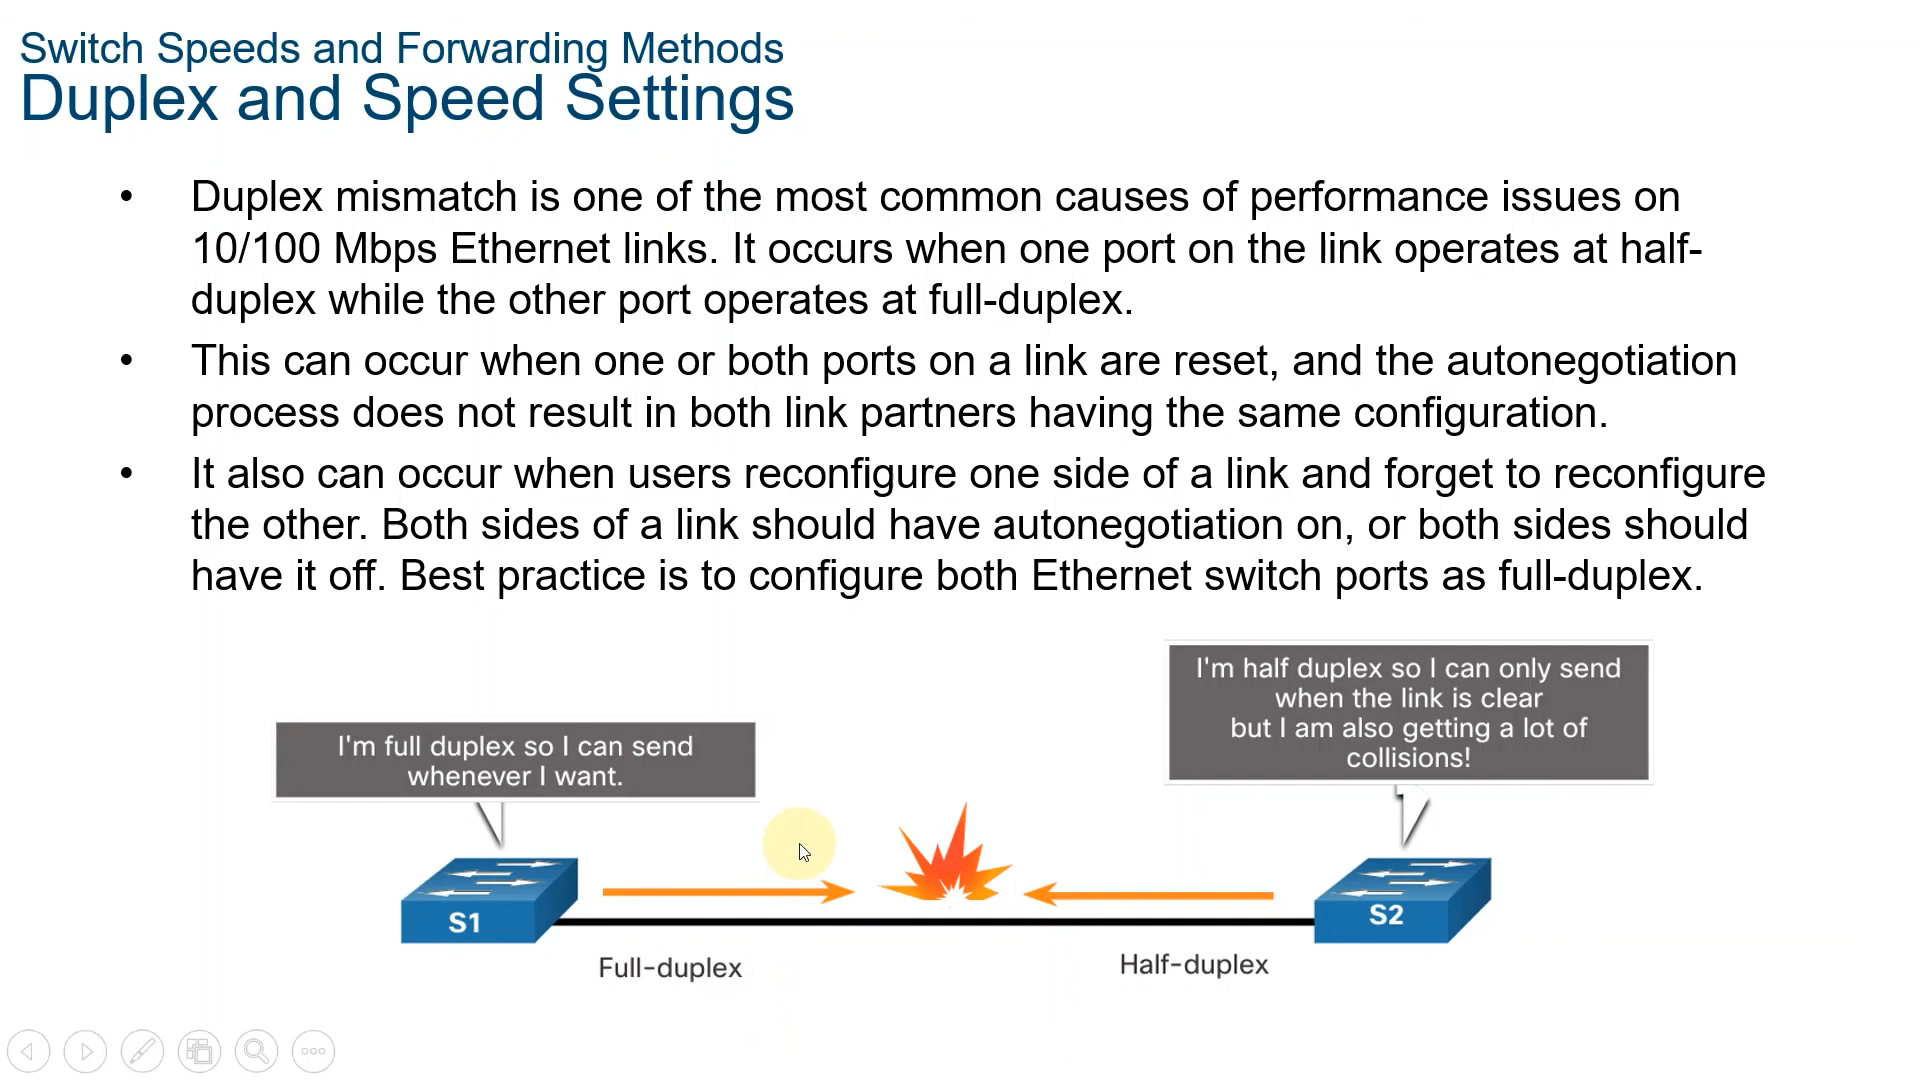 Switch Speeds and Forwarding Methods
Duplex and Speed Settings
• Duplex mismatch is one of the most common causes of performance issues on
10/100 Mbps Ethernet links. It occurs when one port on the link operates at half-
duplex while the other port operates at full-duplex.
• This can occur when one or both ports on a link are reset, and the autonegotiation
process does not result in both link partners having the same configuration.
• It also can occur when users reconfigure one side of a link and forget to reconfigure
the other. Both sides of a link should have autonegotiation on, or both sides should
have it off. Best practice is to configure both Ethernet switch ports as full-duplex.
I'm full duplex so I can send
whenever I want.
I'm half duplex so I can only send
when the link is clear
but I am also getting a lot of
collisions!
S1
S2
Full-duplex
Half-duplex